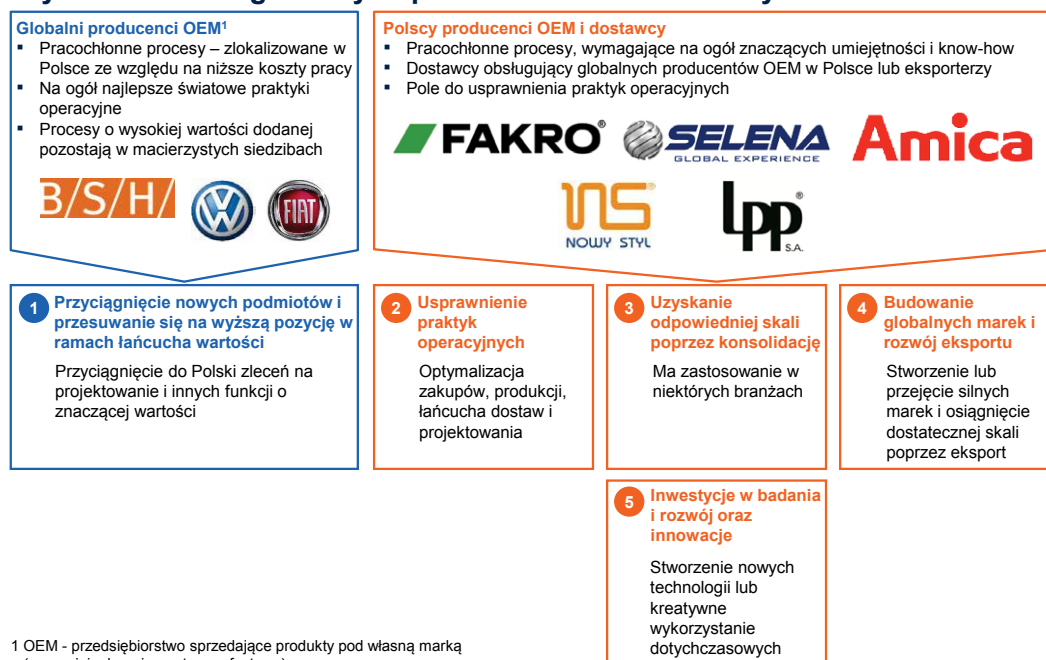 Globalni producenci OEM¹
▪ Pracochłonne procesy – zlokalizowane w
Polsce ze względu na niższe koszty pracy
▪ Na ogół najlepsze światowe praktyki
operacyjne
▪ Procesy o wysokiej wartości dodanej
pozostają w macierzystych siedzibach
B/S/H/
VW
FIAT
Polscy producenci OEM i dostawcy
▪ Pracochłonne procesy, wymagające na ogół znaczących umiejętności i know-how
▪ Dostawcy obsługujący globalnych producentów OEM w Polsce lub eksporterzy
▪ Pole do usprawnienia praktyk operacyjnych
FAKRO®
SELENA
GLOBAL EXPERIENCE
Amica
ns®
NOWY STYL
Lpp®
S.A.
1 Przyciągnięcie nowych podmiotów i
przesuwanie się na wyższą pozycję w
ramach łańcucha wartości
Przyciągnięcie do Polski zleceń na
projektowanie i innych funkcji o
znaczącej wartości
2 Usprawnienie
praktyk
operacyjnych
Optymalizacja
zakupów, produkcji,
łańcucha dostaw i
projektowania
3 Uzyskanie
odpowiedniej skali
poprzez konsolidację
Ma zastosowanie w
niektórych branżach
4 Budowanie
globalnych marek i
rozwój eksportu
Stworzenie lub
przejęcie silnych
marek i osiągnięcie
dostatecznej skali
poprzez eksport
5 Inwestycje w badania
i rozwój oraz
innowacje
Stworzenie nowych
technologii lub
kreatywne
wykorzystanie
dotychczasowych
1 OEM - przedsiębiorstwo sprzedające produkty pod własną marką